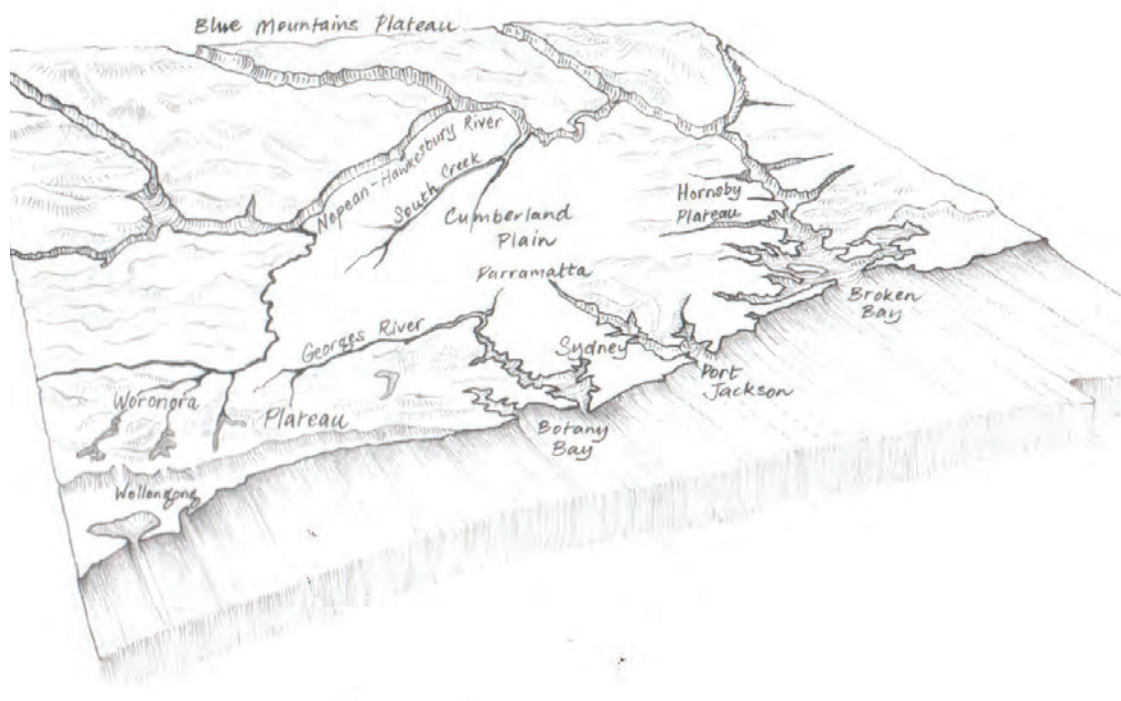 Blue Mountains Plateau
Nepean-Hawkesbury River
South Creek
Hornsby
Plateau
Cumberland
Plain
Parramatta
Broken
Bay
Georges River
Sydney
Port
Jackson
Woronora
Plateau
Botany
Bay
Wollongong